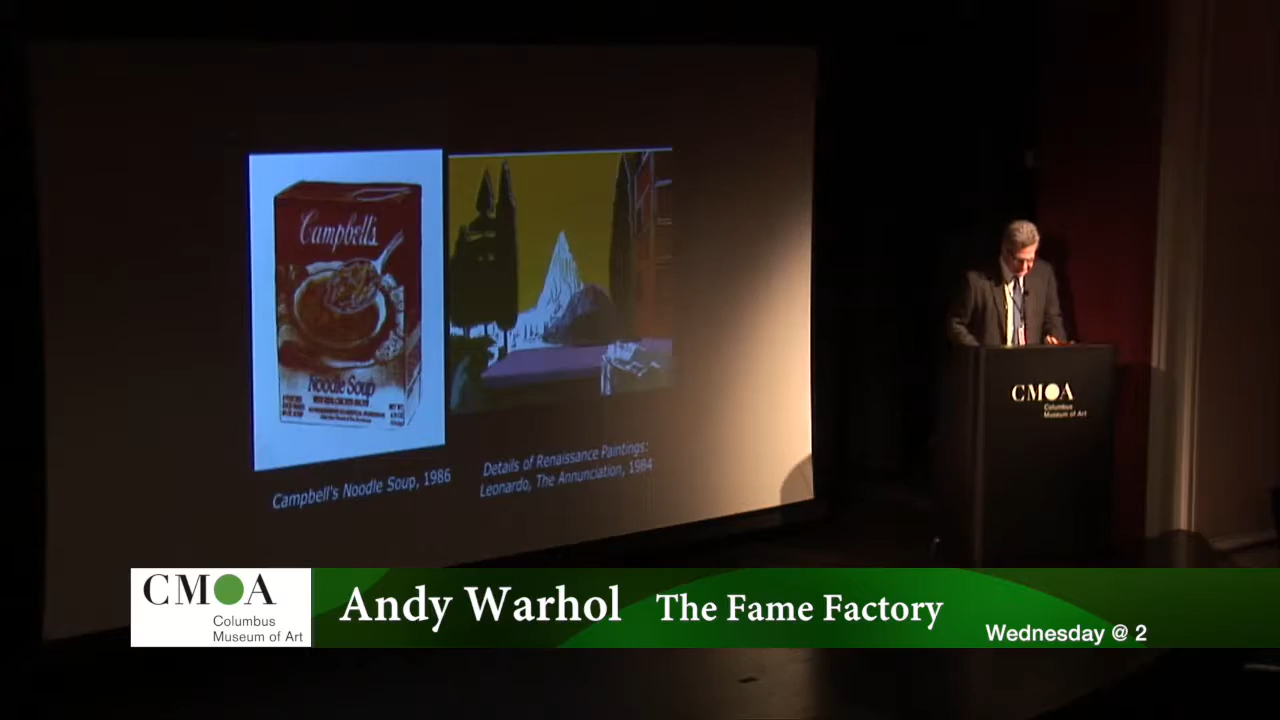 Campbell's
Noodle Soup
Campbell's Noodle Soup, 1986
Details of Renaissance Paintings:
Leonardo, The Annunciation, 1984
CMOA
Columbus
Museum of Art
CMOA
Columbus
Museum of Art
Andy Warhol The Fame Factory
Wednesday @ 2